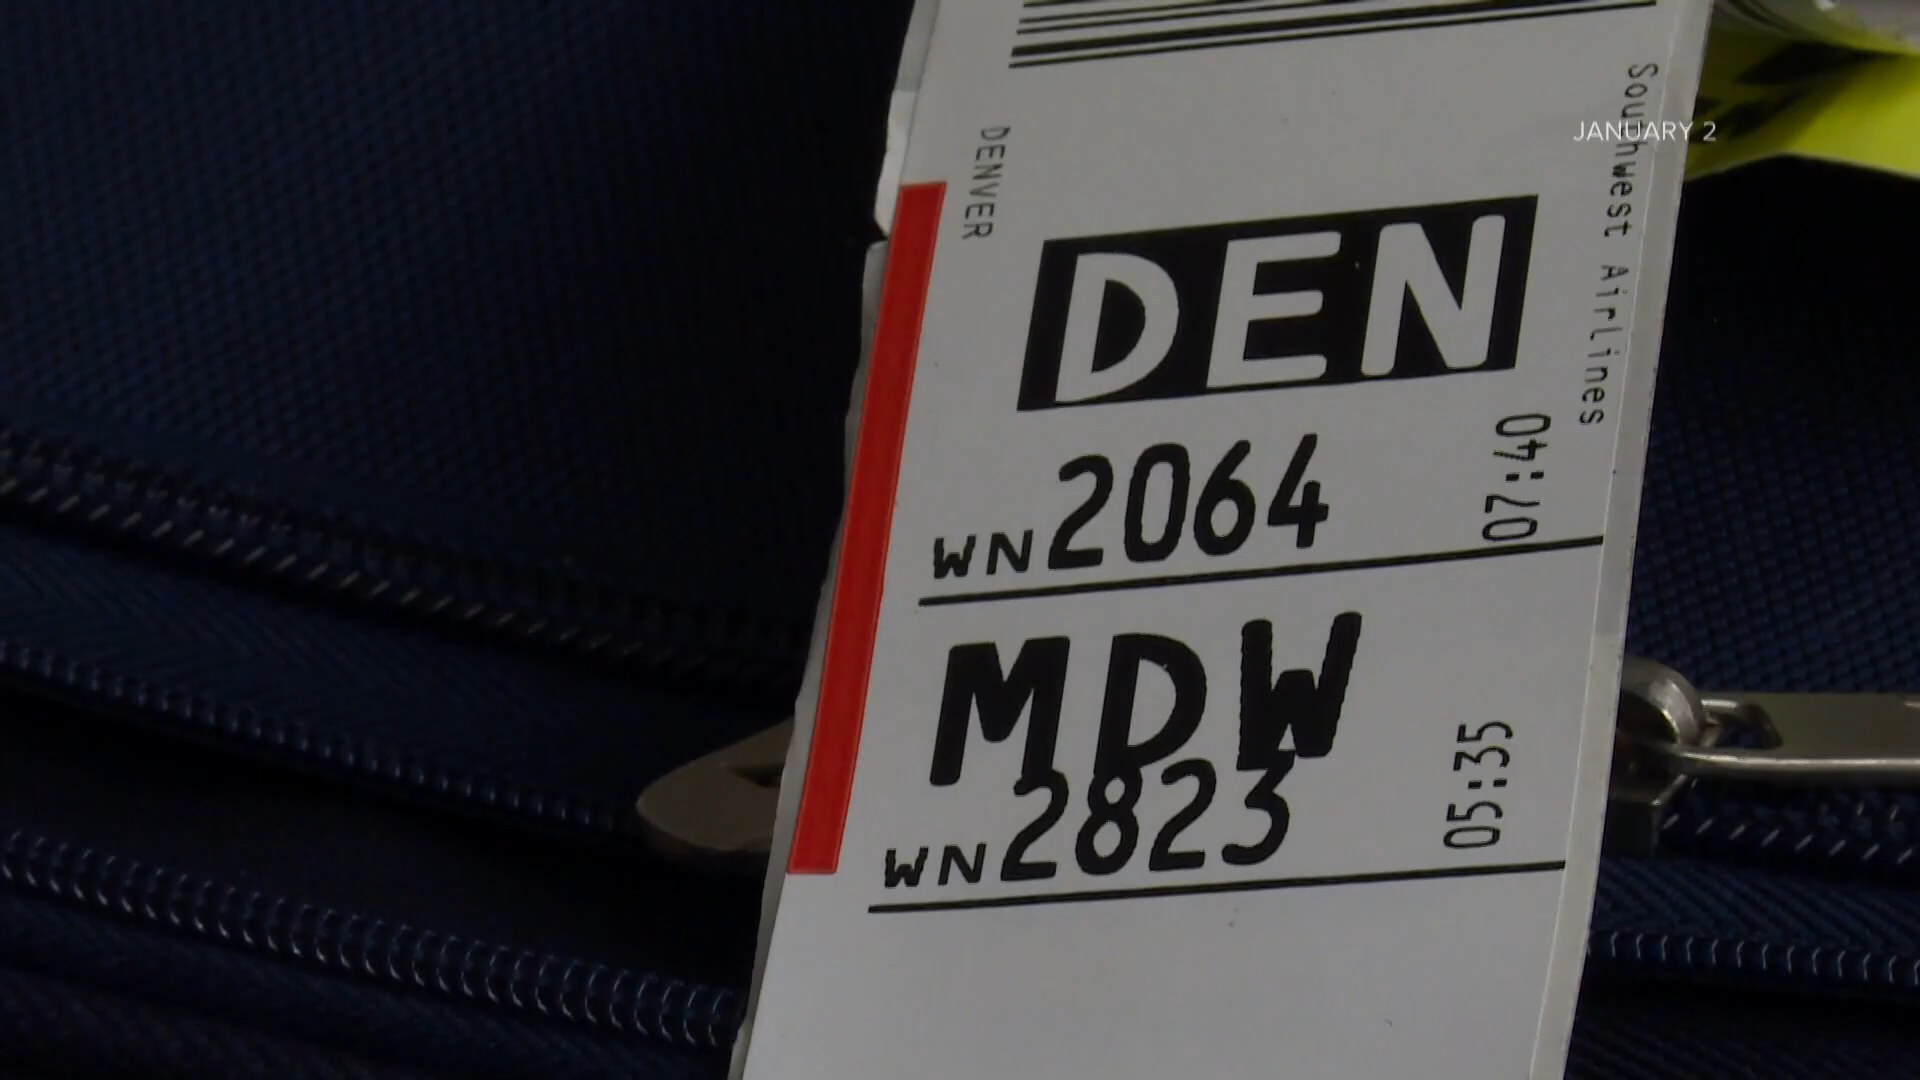 JANUARY 2
Southwest Airlines
DENVER
DEN
WN2064 07:40
MDW
WN2823 05:35